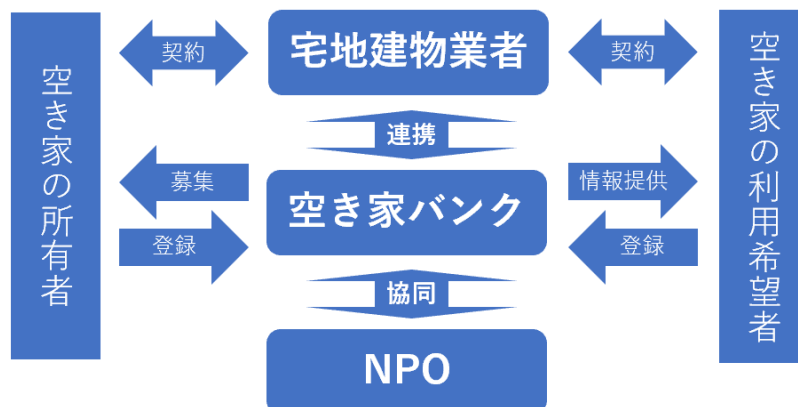 空き家の所有者
契約
宅地建物業者
契約
空き家の利用希望者
連携
募集
空き家バンク
情報提供
登録
登録
協同
NPO